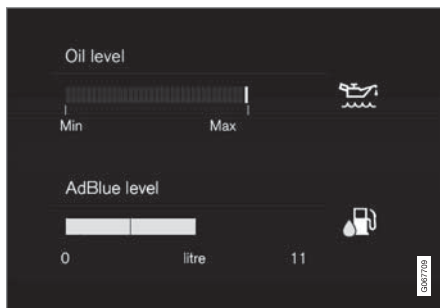 Oil level
Min Max
AdBlue level
0 litre 11
G067709